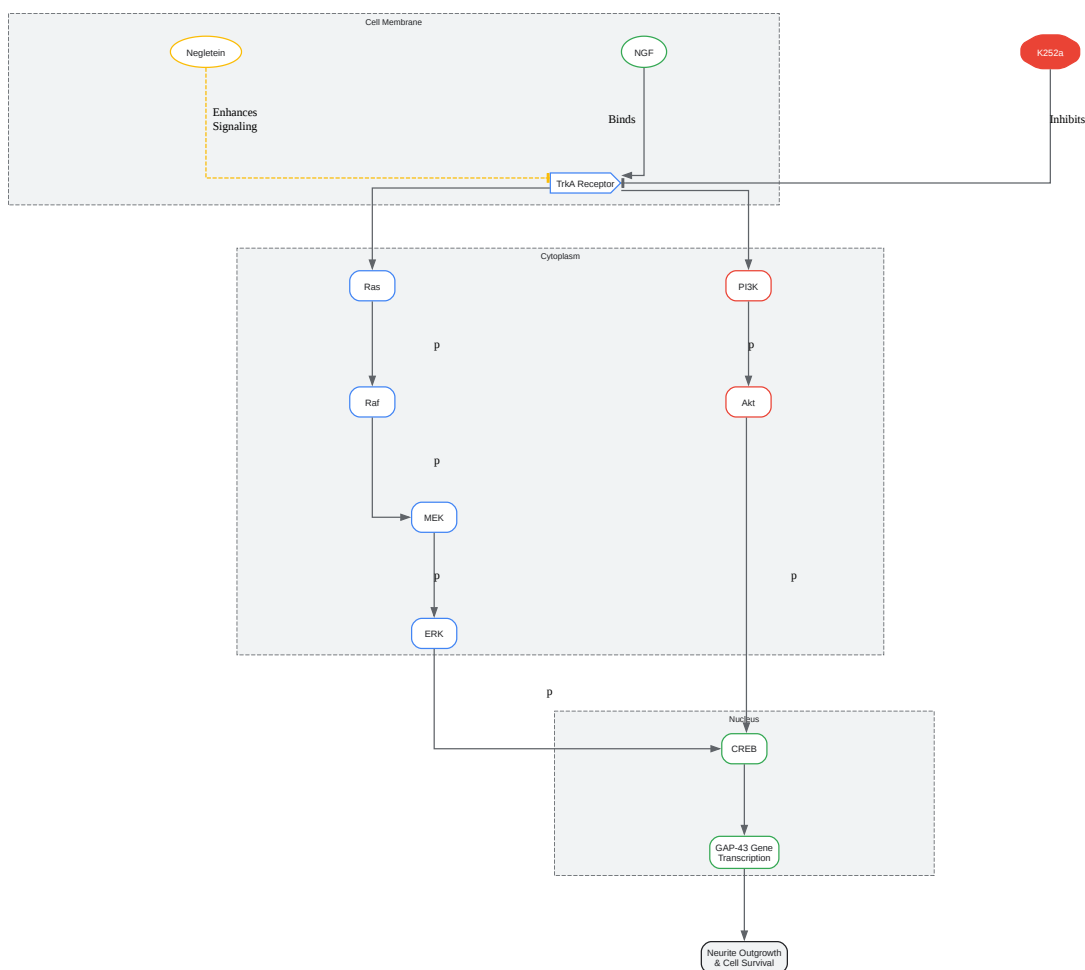 Cell Membrane
Negletein
NGF
K252a
Enhances
Signaling
Binds
Inhibits
TrkA Receptor
Cytoplasm
Ras
PI3K
p
p
Raf
Akt
p
MEK
p
p
ERK
p
Nucleus
CREB
GAP-43 Gene
Transcription
Neurite Outgrowth
& Cell Survival